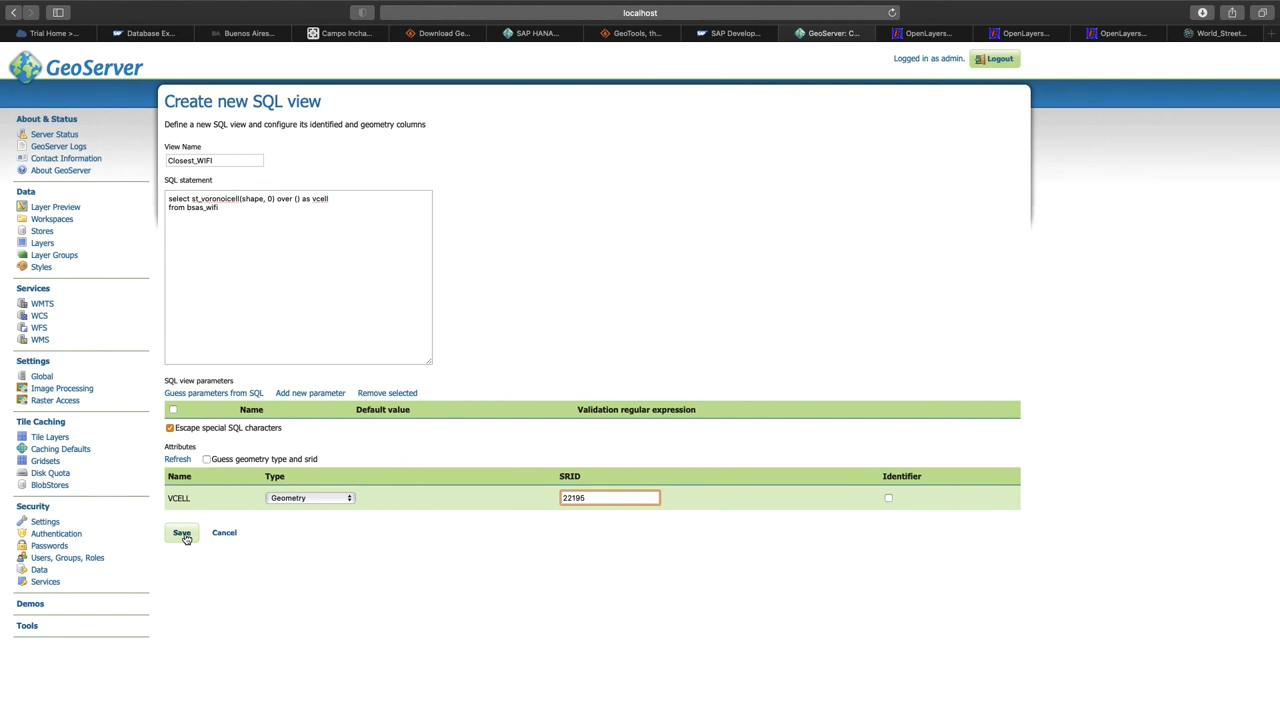 localhost
Trial Home >...
Database Ex...
Buenos Aires...
Campo Incha...
Download Ge...
SAP HANA...
GeoTools, th...
SAP Develop...
GeoServer: C...
OpenLayers...
OpenLayers...
OpenLayers...
World_Street...
GeoServer
Logged in as admin.
Logout
About & Status
Server Status
GeoServer Logs
Contact Information
About GeoServer
Data
Layer Preview
Workspaces
Stores
Layers
Layer Groups
Styles
Services
WMTS
WCS
WFS
WMS
Settings
Global
Image Processing
Raster Access
Tile Caching
Tile Layers
Caching Defaults
Gridsets
Disk Quota
BlobStores
Security
Settings
Authentication
Passwords
Users, Groups, Roles
Data
Services
Demos
Tools
Create new SQL view
Define a new SQL view and configure its identified and geometry columns
View Name
Closest_WIFI
SQL statement
select st_voronoicell(shape, 0) over () as vcell
from bsas_wifi
SQL view parameters
Guess parameters from SQL Add new parameter Remove selected
Name Default value Validation regular expression
Escape special SQL characters
Attributes
Refresh Guess geometry type and srid
Name Type SRID Identifier
VCELL Geometry 22195
Save Cancel